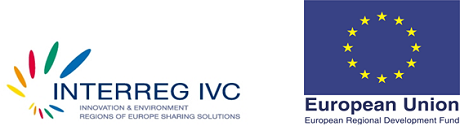 INTERREG IVC
INNOVATION & ENVIRONMENT
REGIONS OF EUROPE SHARING SOLUTIONS
European Union
European Regional Development Fund